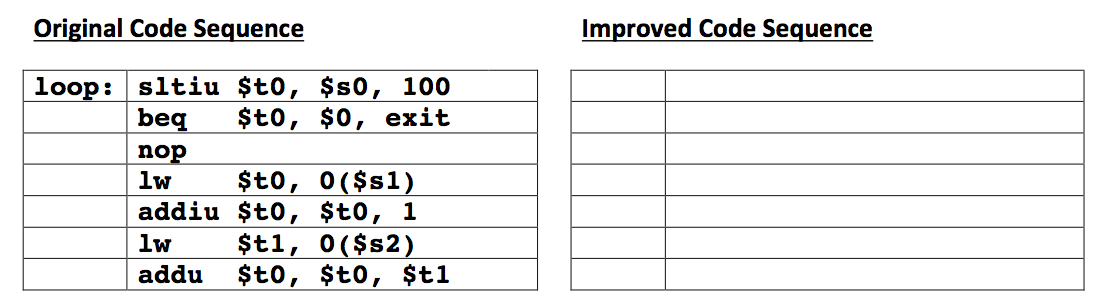 Original Code Sequence
Improved Code Sequence
loop: sltiu $t0, $s0, 100
beq $t0, $0, exit
nop
lw $t0, 0($s1)
addiu $t0, $t0, 1
lw $t1, 0($s2)
addu $t0, $t0, $t1